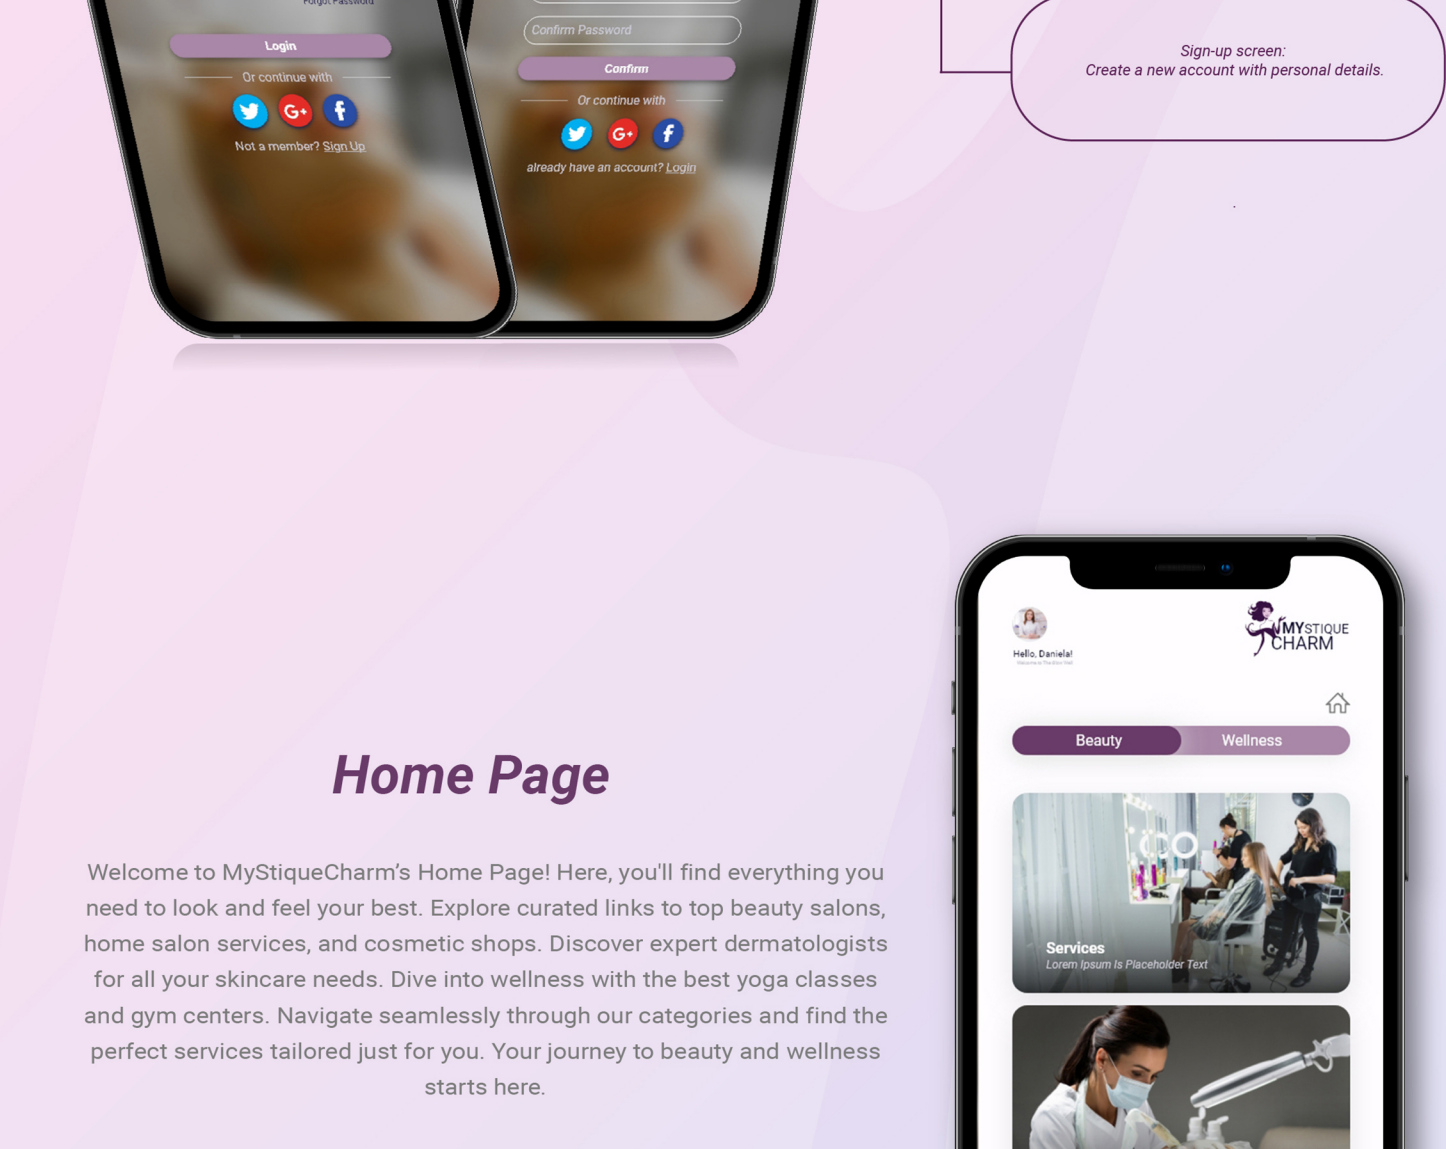 Forgot Password
Login
Or continue with
Not a member? Sign Up
Confirm Password
Confirm
Or continue with
already have an account? Login
Sign-up screen:
Create a new account with personal details.
.
Hello, Daniela!
MYSTIQUE
CHARM
Beauty
Wellness
Services
Lorem Ipsum Is Placeholder Text
Home Page
Welcome to MyStiqueCharm’s Home Page! Here, you'll find everything you
need to look and feel your best. Explore curated links to top beauty salons,
home salon services, and cosmetic shops. Discover expert dermatologists
for all your skincare needs. Dive into wellness with the best yoga classes
and gym centers. Navigate seamlessly through our categories and find the
perfect services tailored just for you. Your journey to beauty and wellness
starts here.